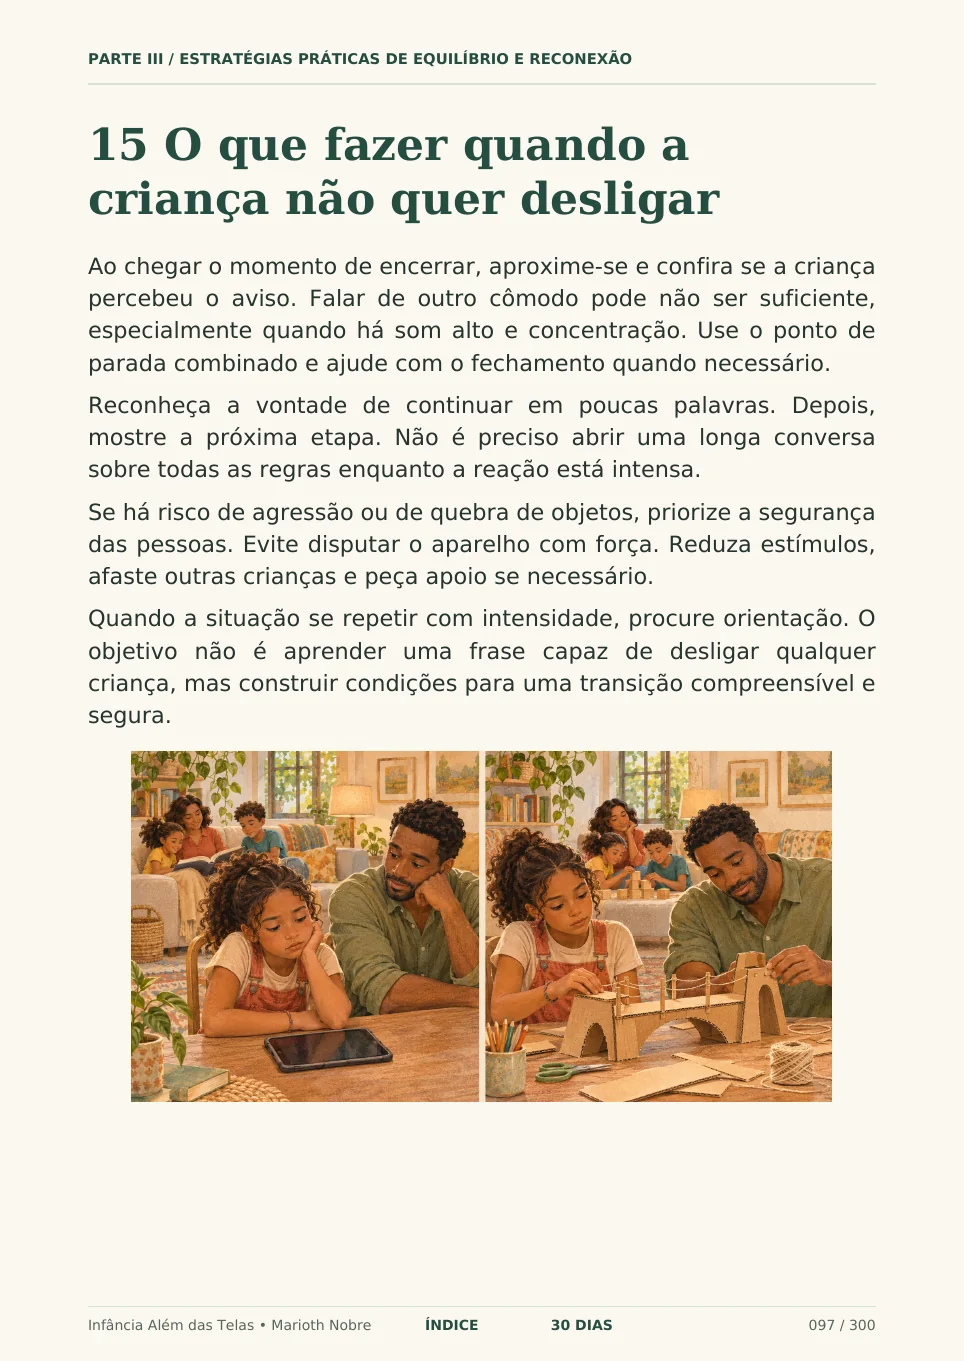 PARTE III / ESTRATÉGIAS PRÁTICAS DE EQUILÍBRIO E RECONEXÃO
15 O que fazer quando a
criança não quer desligar
Ao chegar o momento de encerrar, aproxime-se e confira se a criança
percebeu o aviso. Falar de outro cômodo pode não ser suficiente,
especialmente quando há som alto e concentração. Use o ponto de
parada combinado e ajude com o fechamento quando necessário.
Reconheça a vontade de continuar em poucas palavras. Depois,
mostre a próxima etapa. Não é preciso abrir uma longa conversa
sobre todas as regras enquanto a reação está intensa.
Se há risco de agressão ou de quebra de objetos, priorize a segurança
das pessoas. Evite disputar o aparelho com força. Reduza estímulos,
afaste outras crianças e peça apoio se necessário.
Quando a situação se repetir com intensidade, procure orientação. O
objetivo não é aprender uma frase capaz de desligar qualquer
criança, mas construir condições para uma transição compreensível e
segura.
Infância Além das Telas • Marioth Nobre ÍNDICE 30 DIAS 097 / 300